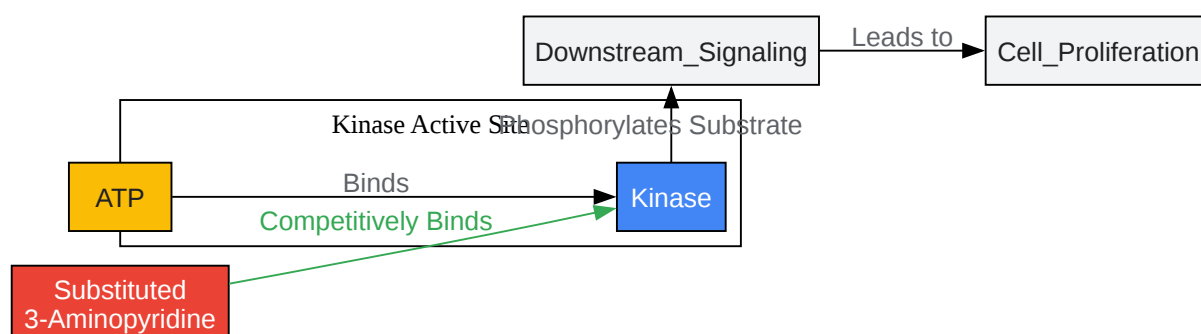 Downstream_Signaling
Leads to
Cell_Proliferation
Kinase Active Site
Phosphorylates Substrate
ATP
Binds
Kinase
Competitively Binds
Substituted
3-Aminopyridine